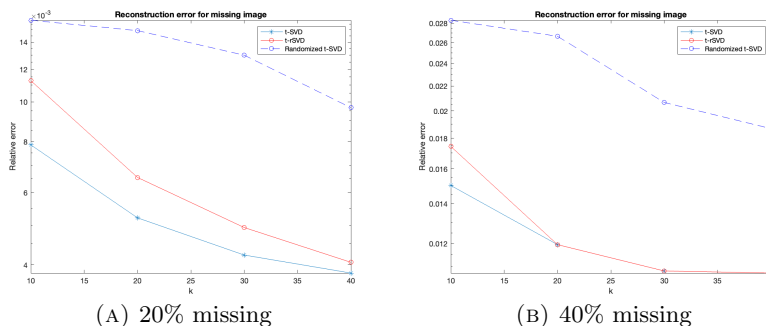 Reconstruction error for missing image
×10⁻³
t-SVD
t-rSVD
Randomized t-SVD
14
12
10
8
6
4
Relative error
10 15 20 25 30 35 40
k
(A) 20% missing
Reconstruction error for missing image
t-SVD
t-rSVD
Randomized t-SVD
0.028
0.026
0.024
0.022
0.02
0.018
0.016
0.014
0.012
Relative error
10 15 20 25 30 35
k
(B) 40% missing